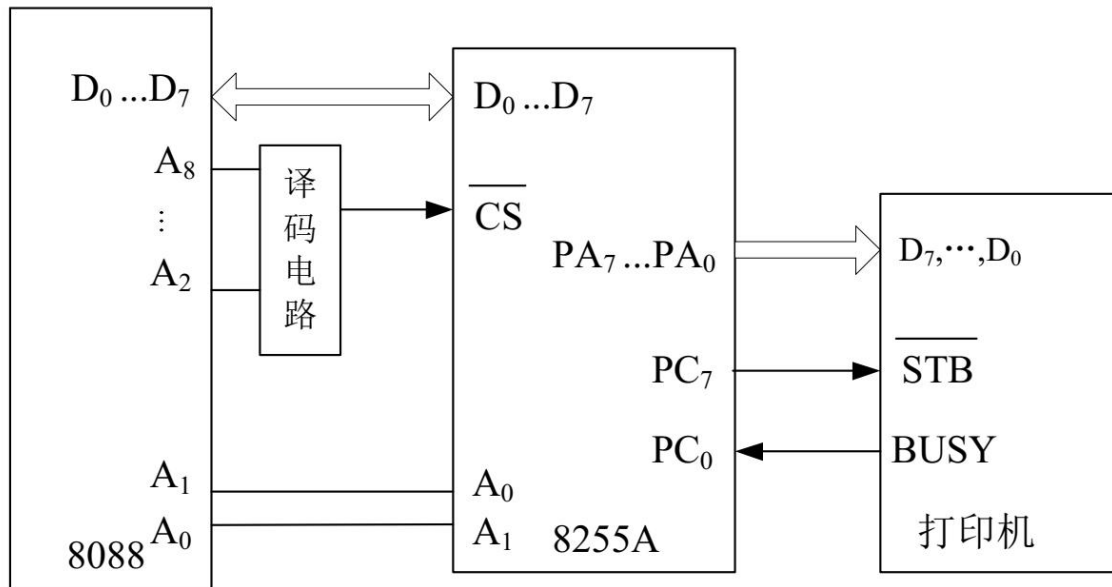 D₀ ...D₇
A₈
⋮
A₂
A₁
A₀
8088
译
码
电
路
D₀ ...D₇
CS̅
PA₇ ...PA₀
PC₇
PC₀
A₀
A₁
8255A
D₇,⋯,D₀
STB̅
BUSY
打印机